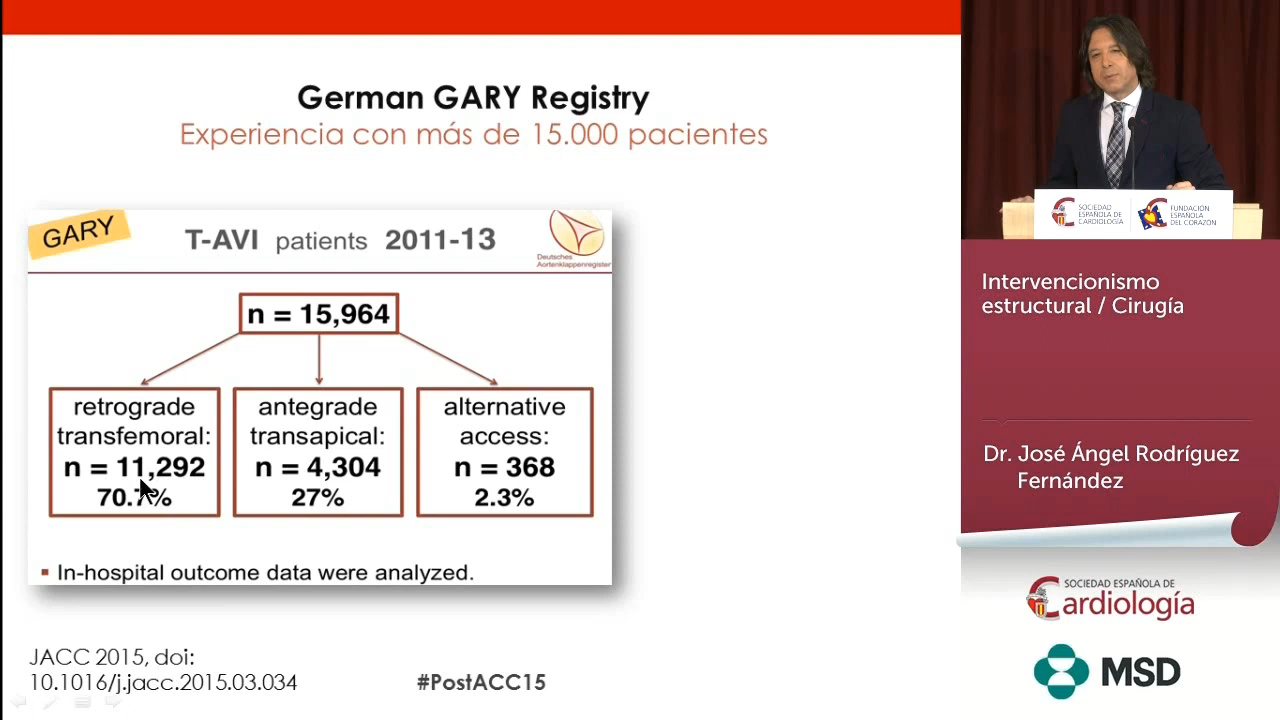 German GARY Registry
Experiencia con más de 15.000 pacientes
GARY
T-AVI patients 2011-13
Deutsches
Aortenklappenregister
n = 15,964
retrograde
transfemoral:
n = 11,292
70.7%
antegrade
transapical:
n = 4,304
27%
alternative
access:
n = 368
2.3%
▪ In-hospital outcome data were analyzed.
JACC 2015, doi:
10.1016/j.jacc.2015.03.034
#PostACC15
SOCIEDAD
ESPAÑOLA DE
CARDIOLOGÍA
FUNDACIÓN
ESPAÑOLA
DEL CORAZÓN
Intervencionismo
estructural / Cirugía
Dr. José Ángel Rodríguez
Fernández
SOCIEDAD ESPAÑOLA DE
Cardiología
MSD